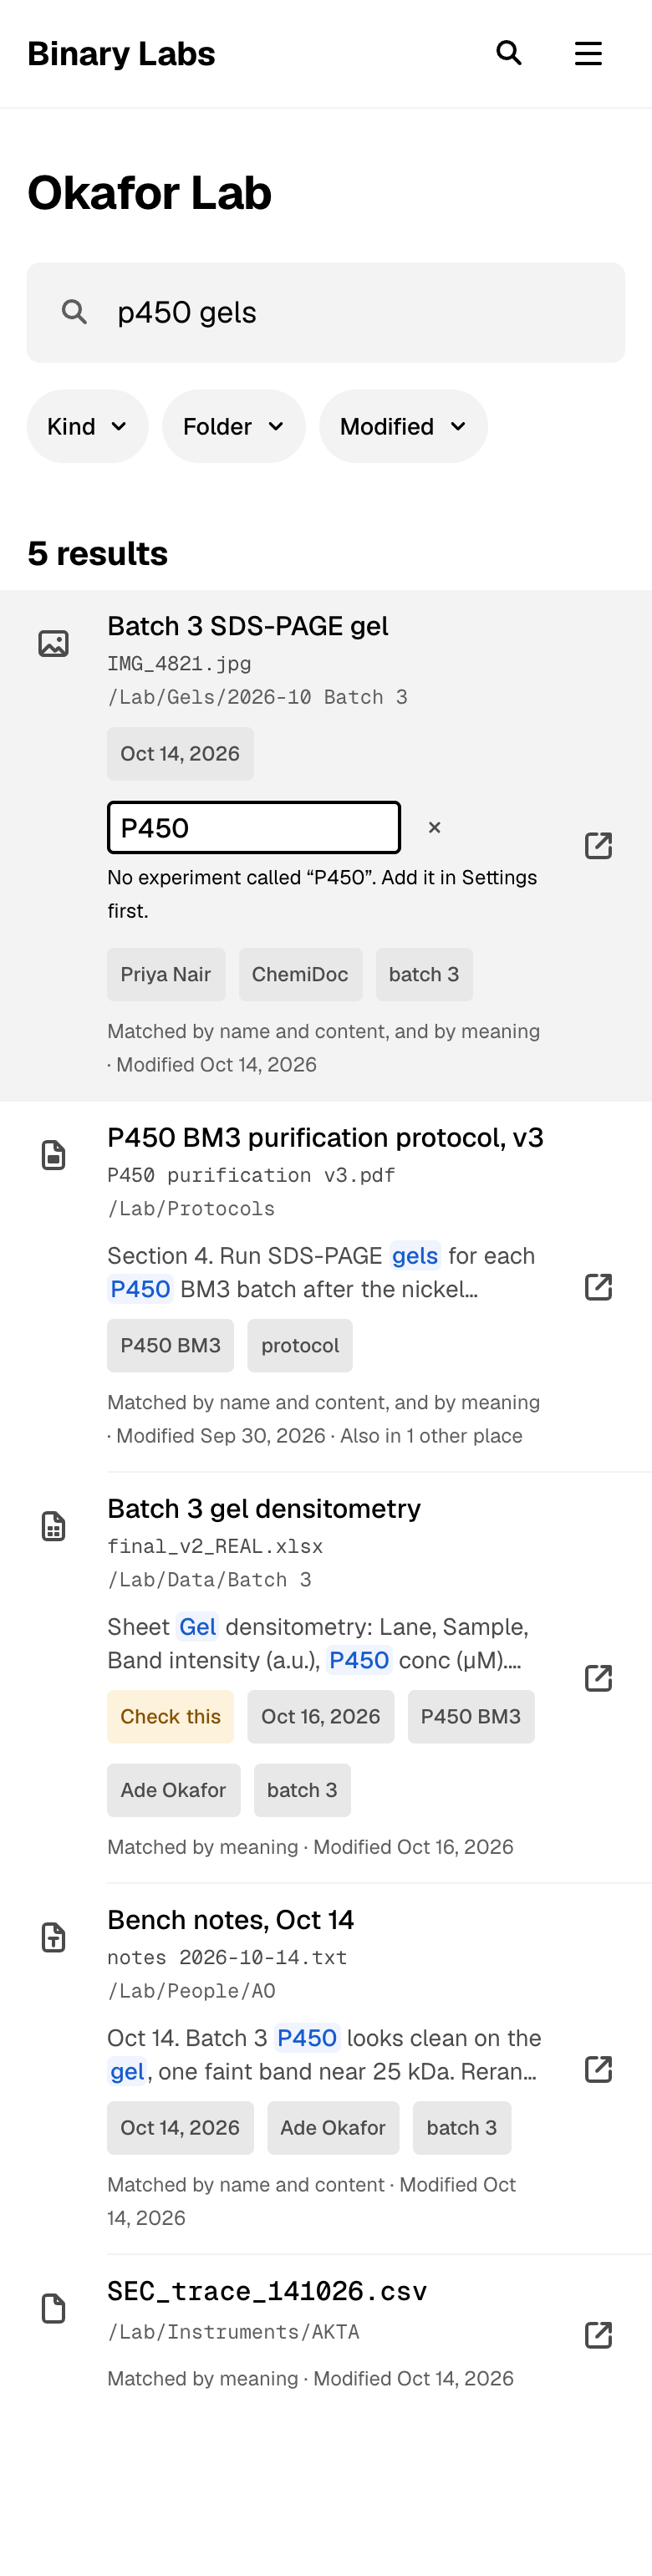 Binary Labs
Okafor Lab
p450 gels
Kind
Folder
Modified
5 results
Batch 3 SDS-PAGE gel
IMG_4821.jpg
/Lab/Gels/2026-10 Batch 3
Oct 14, 2026
P450
×
No experiment called “P450”. Add it in Settings
first.
Priya Nair
ChemiDoc
batch 3
Matched by name and content, and by meaning
· Modified Oct 14, 2026
P450 BM3 purification protocol, v3
P450 purification v3.pdf
/Lab/Protocols
Section 4. Run SDS-PAGE gels for each
P450 BM3 batch after the nickel…
P450 BM3
protocol
Matched by name and content, and by meaning
· Modified Sep 30, 2026 · Also in 1 other place
Batch 3 gel densitometry
final_v2_REAL.xlsx
/Lab/Data/Batch 3
Sheet Gel densitometry: Lane, Sample,
Band intensity (a.u.), P450 conc (µM).…
Check this
Oct 16, 2026
P450 BM3
Ade Okafor
batch 3
Matched by meaning · Modified Oct 16, 2026
Bench notes, Oct 14
notes 2026-10-14.txt
/Lab/People/AO
Oct 14. Batch 3 P450 looks clean on the
gel, one faint band near 25 kDa. Reran…
Oct 14, 2026
Ade Okafor
batch 3
Matched by name and content · Modified Oct
14, 2026
SEC_trace_141026.csv
/Lab/Instruments/AKTA
Matched by meaning · Modified Oct 14, 2026